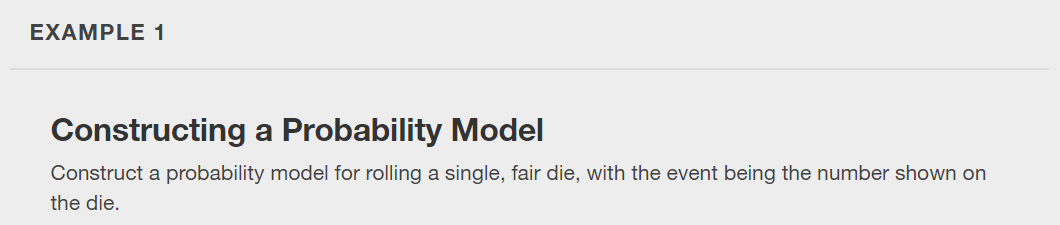 EXAMPLE 1
Constructing a Probability Model
Construct a probability model for rolling a single, fair die, with the event being the number shown on
the die.